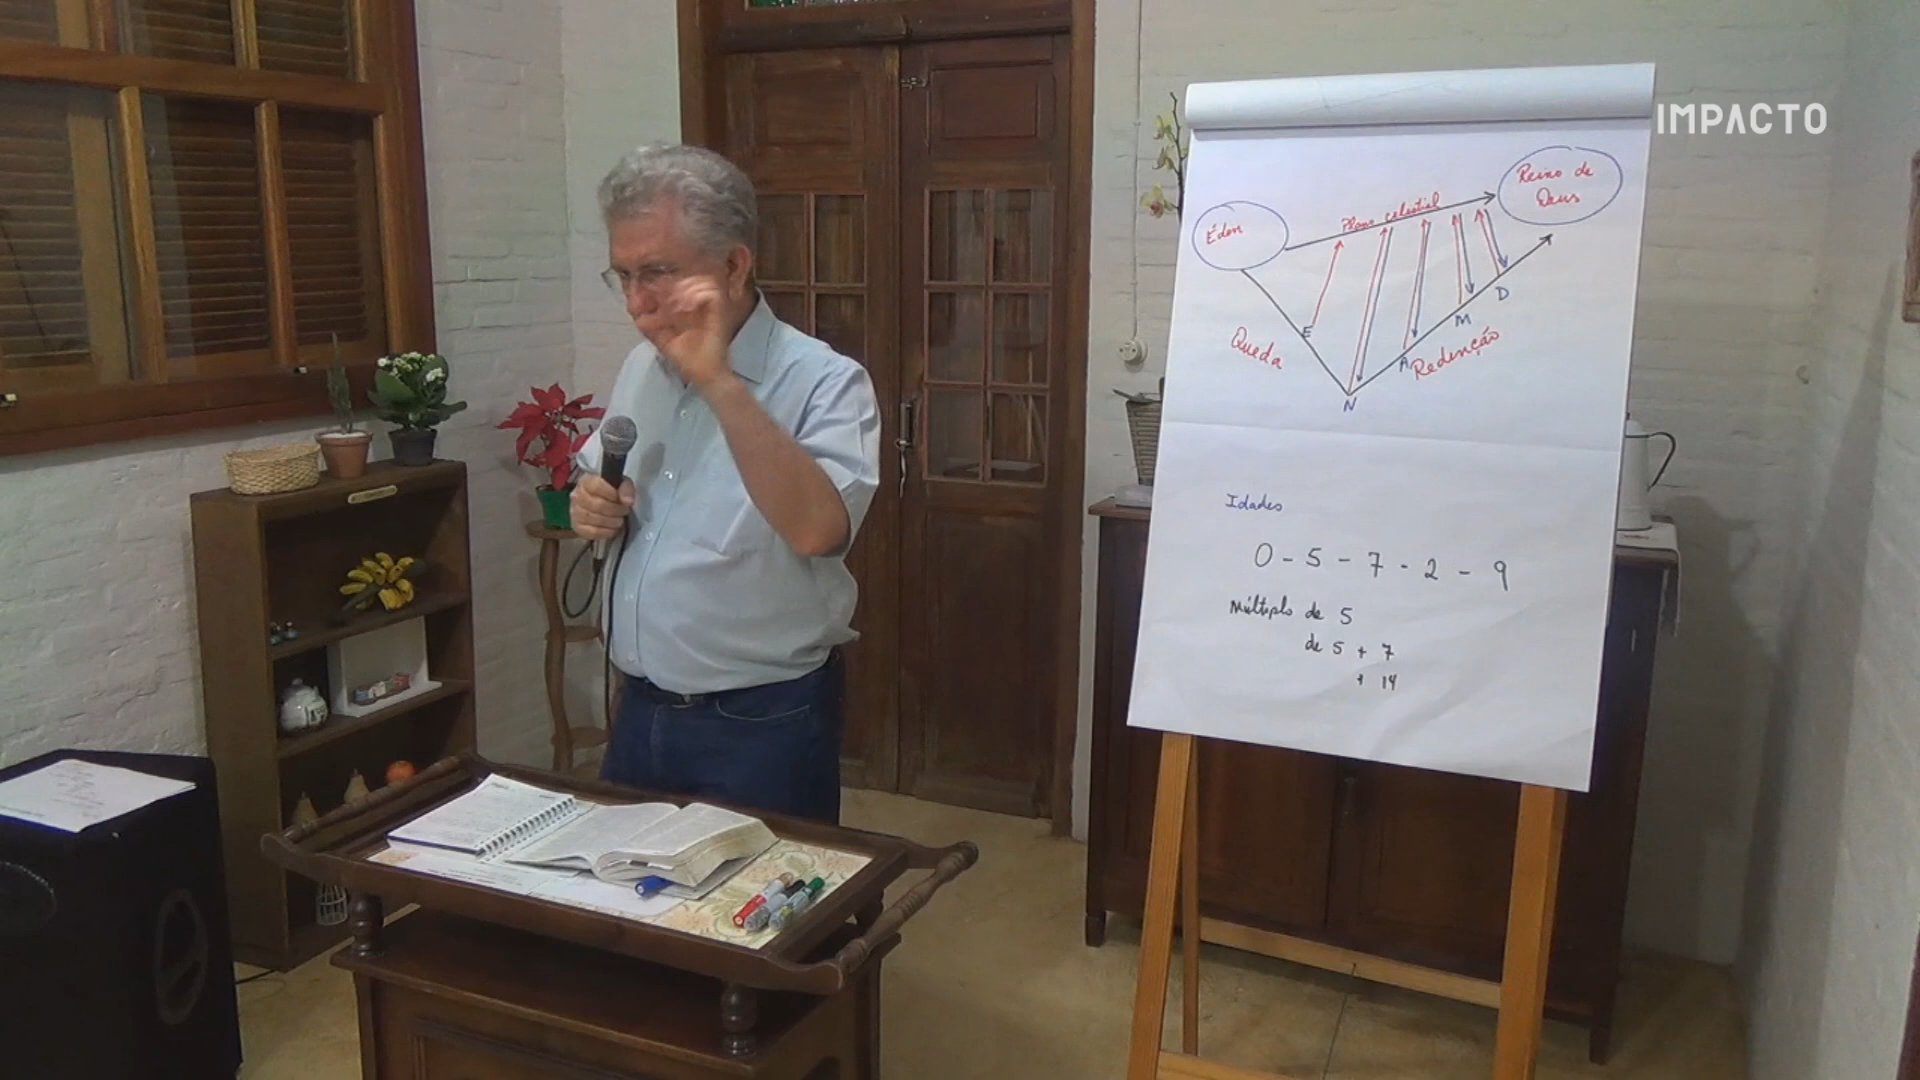 IMPACTO
Reino de
Deus
Plano celestial
Éden
D
M
E
Queda
A
Redenção
N
Idades
0 - 5 - 7 - 2 - 9
Múltiplo de 5
de 5 + 7
+ 14